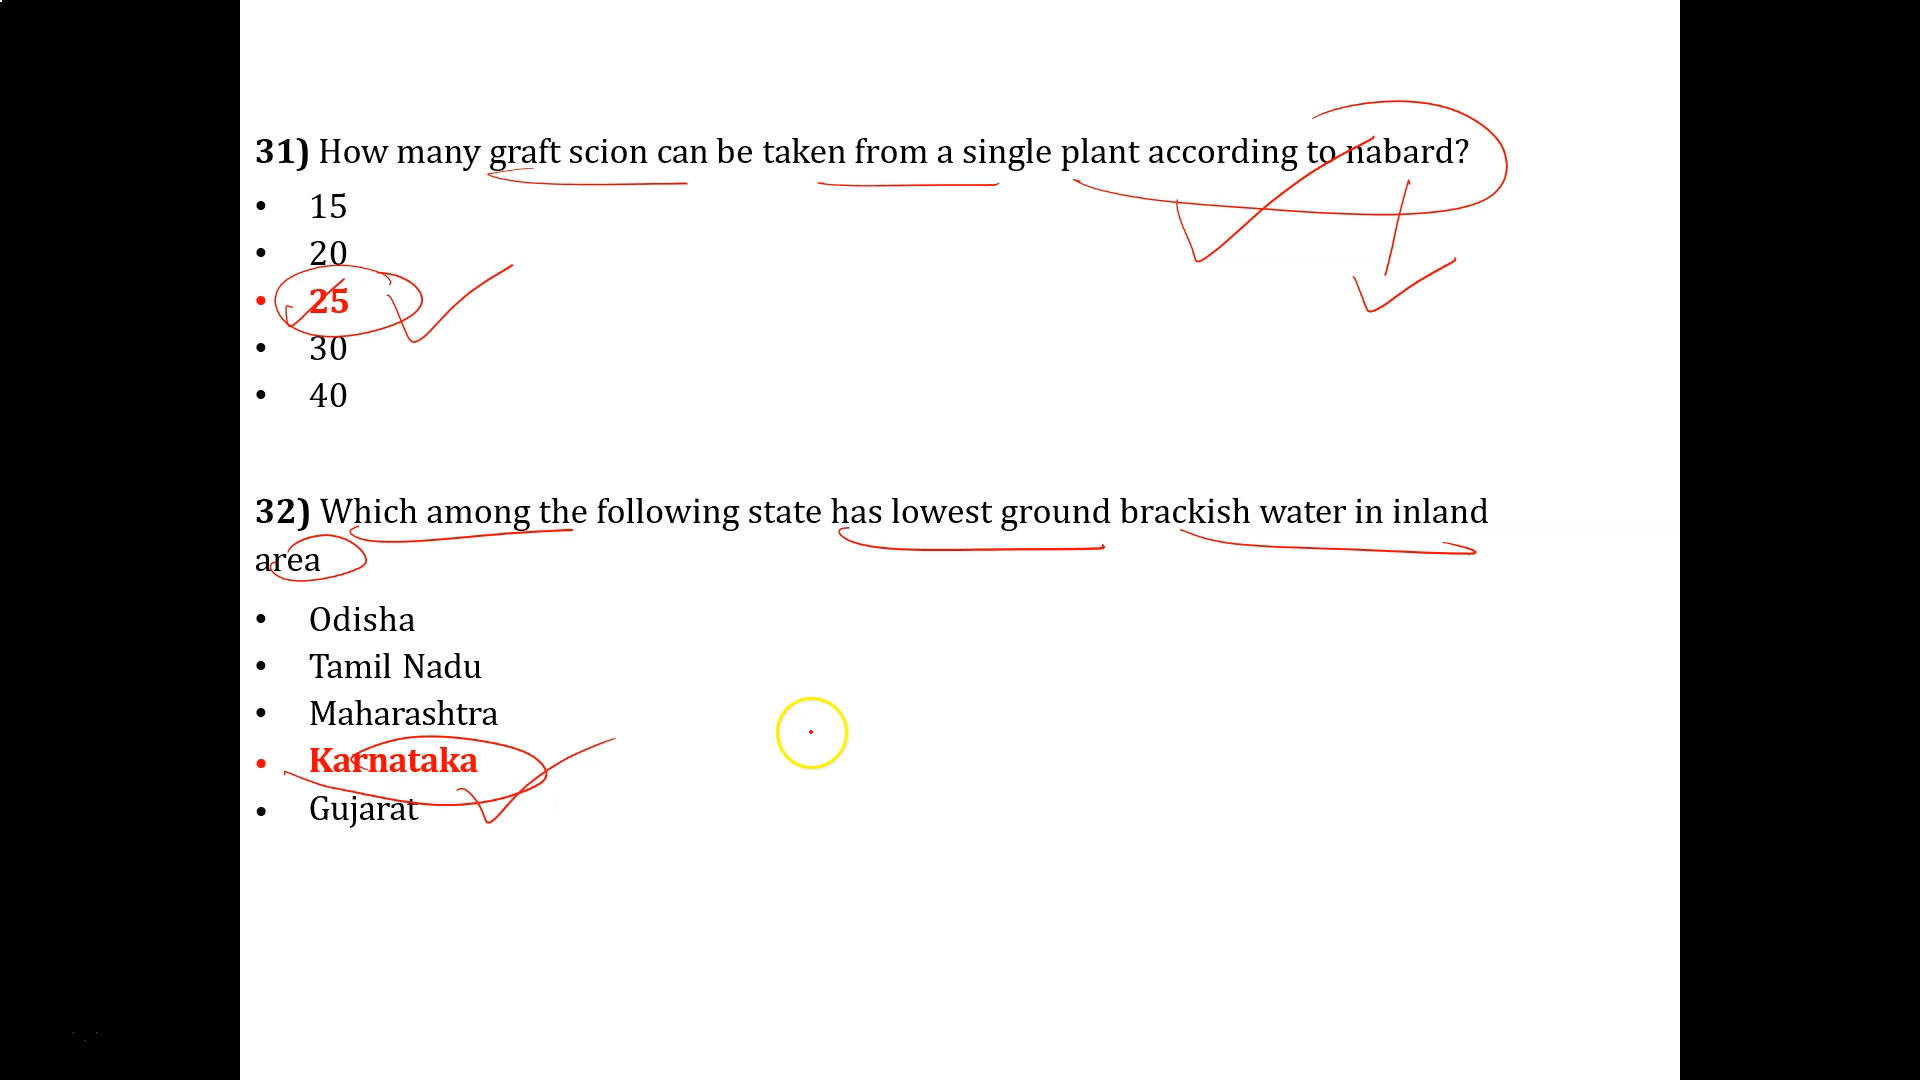 31) How many graft scion can be taken from a single plant according to nabard?
• 15
• 20
• 25
• 30
• 40
32) Which among the following state has lowest ground brackish water in inland
area
• Odisha
• Tamil Nadu
• Maharashtra
• Karnataka
• Gujarat